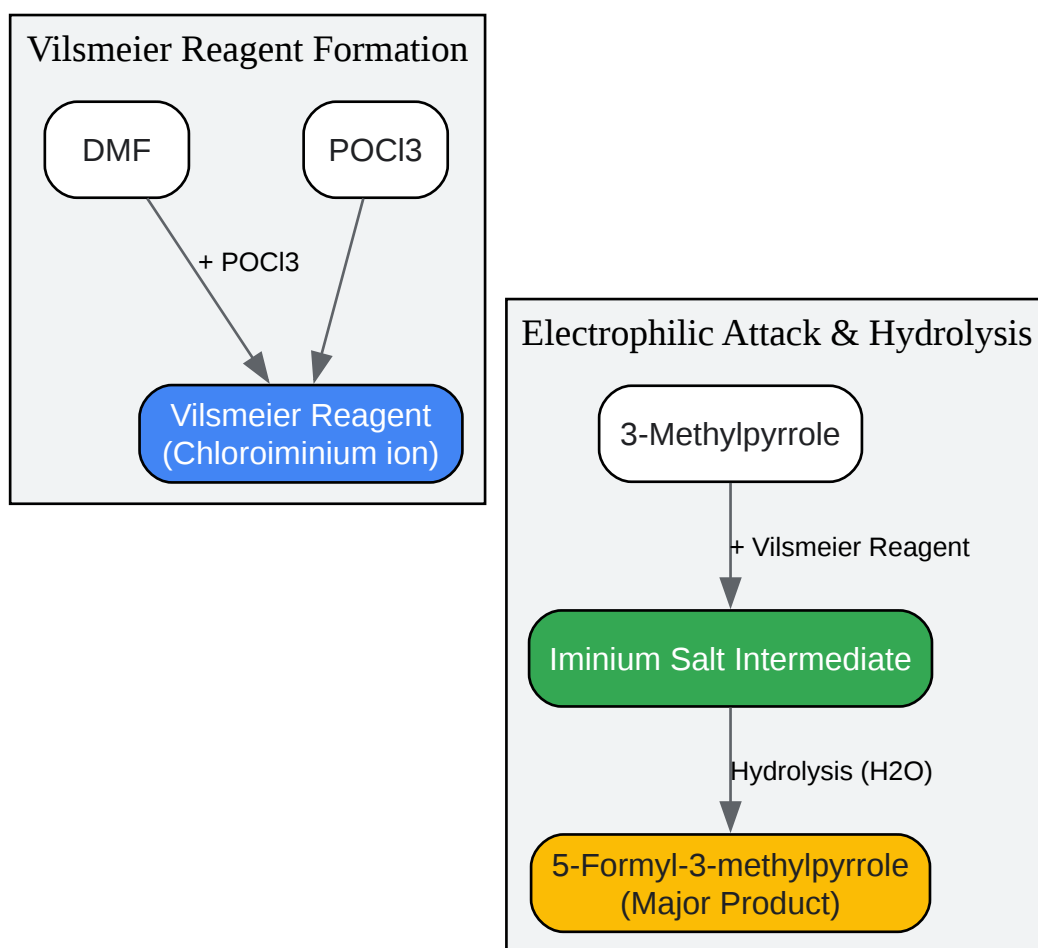 Vilsmeier Reagent Formation
DMF
POCl3
+ POCl3
Vilsmeier Reagent
(Chloroiminium ion)
Electrophilic Attack & Hydrolysis
3-Methylpyrrole
+ Vilsmeier Reagent
Iminium Salt Intermediate
Hydrolysis (H2O)
5-Formyl-3-methylpyrrole
(Major Product)